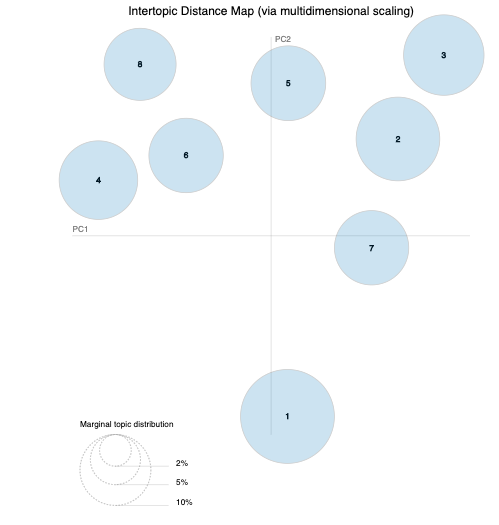 Intertopic Distance Map (via multidimensional scaling)
PC2
3
8
5
2
6
4
PC1
7
1
Marginal topic distribution
2%
5%
10%